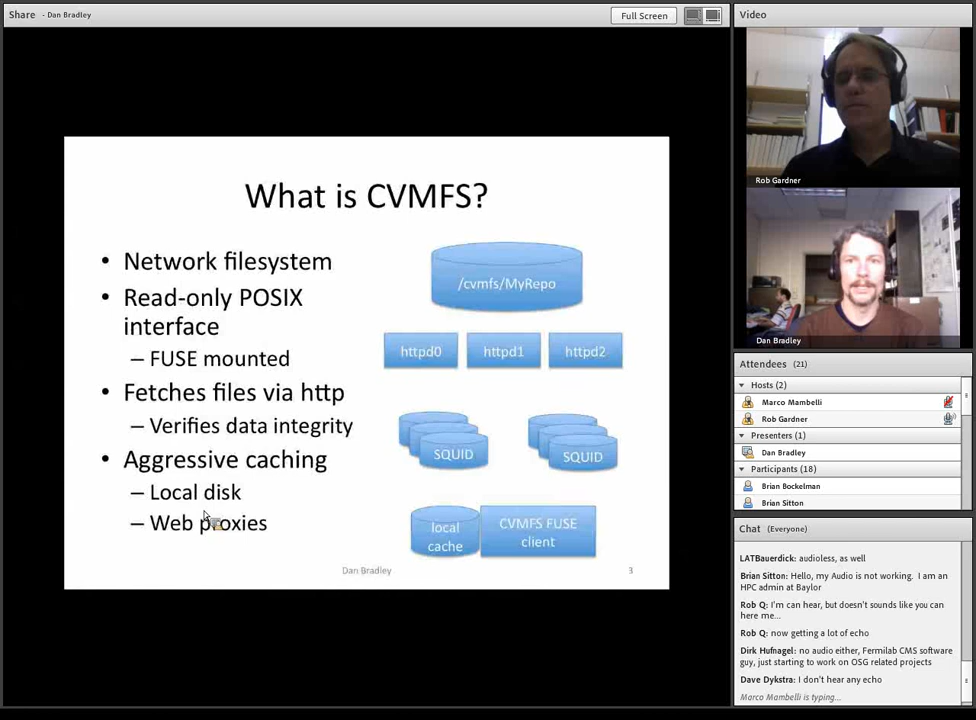 Share - Dan Bradley
Full Screen
What is CVMFS?
• Network filesystem
• Read-only POSIX
interface
– FUSE mounted
• Fetches files via http
– Verifies data integrity
• Aggressive caching
– Local disk
– Web proxies
/cvmfs/MyRepo
httpd0
httpd1
httpd2
SQUID
SQUID
local
cache
CVMFS FUSE
client
Dan Bradley
3
Video
Rob Gardner
Dan Bradley
Attendees (21)
Hosts (2)
Marco Mambelli
Rob Gardner
Presenters (1)
Dan Bradley
Participants (18)
Brian Bockelman
Brian Sitton
Chat (Everyone)
LATBauerdick: audioless, as well
Brian Sitton: Hello, my Audio is not working. I am an
HPC admin at Baylor
Rob Q: I'm can hear, but doesn't sounds like you can
here me...
Rob Q: now getting a lot of echo
Dirk Hufnagel: no audio either, Fermilab CMS software
guy, just starting to work on OSG related projects
Dave Dykstra: I don't hear any echo
Marco Mambelli is typing...